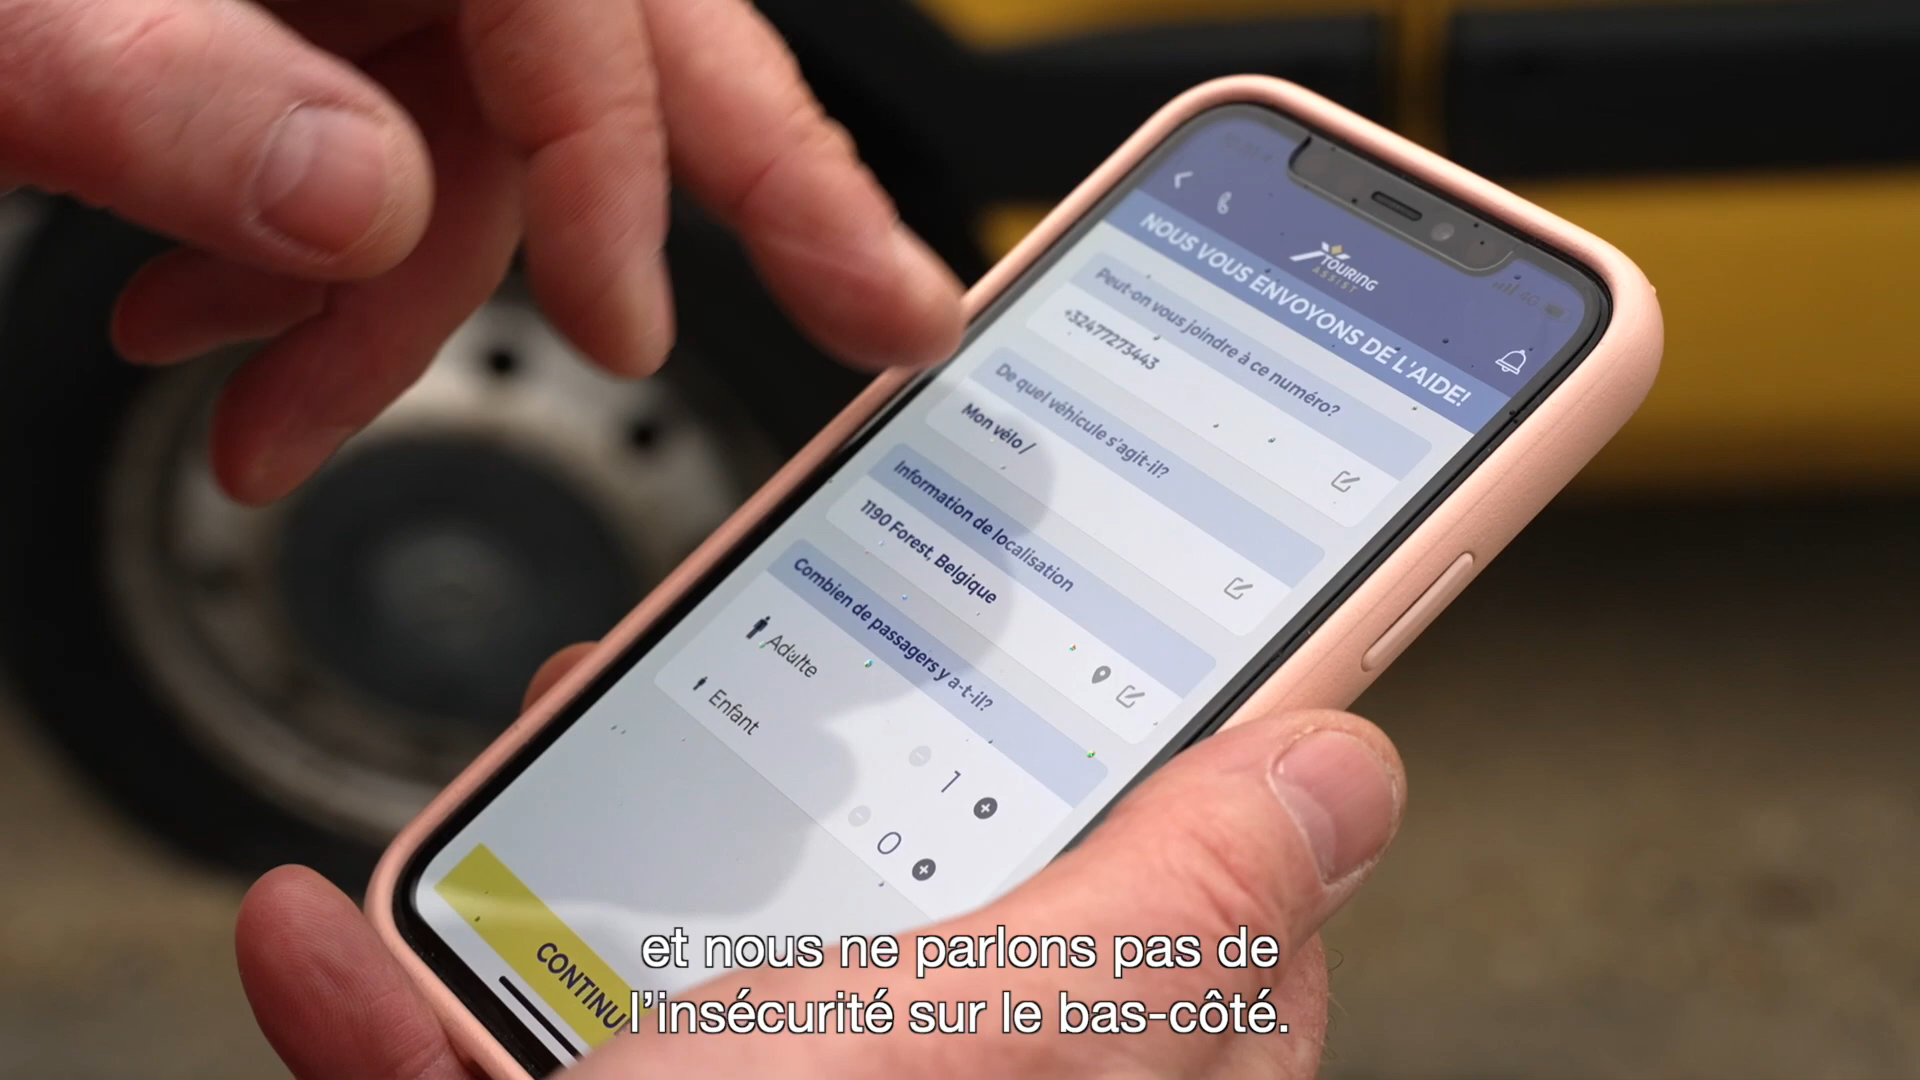 TOURING
ASSIST
NOUS VOUS ENVOYONS DE L'AIDE!
Peut-on vous joindre à ce numéro?
+32477273443
De quel véhicule s'agit-il?
Mon vélo /
Information de localisation
1190 Forest, Belgique
Combien de passagers y a-t-il?
Adulte
1
Enfant
0
CONTINU
et nous ne parlons pas de
l'insécurité sur le bas-côté.